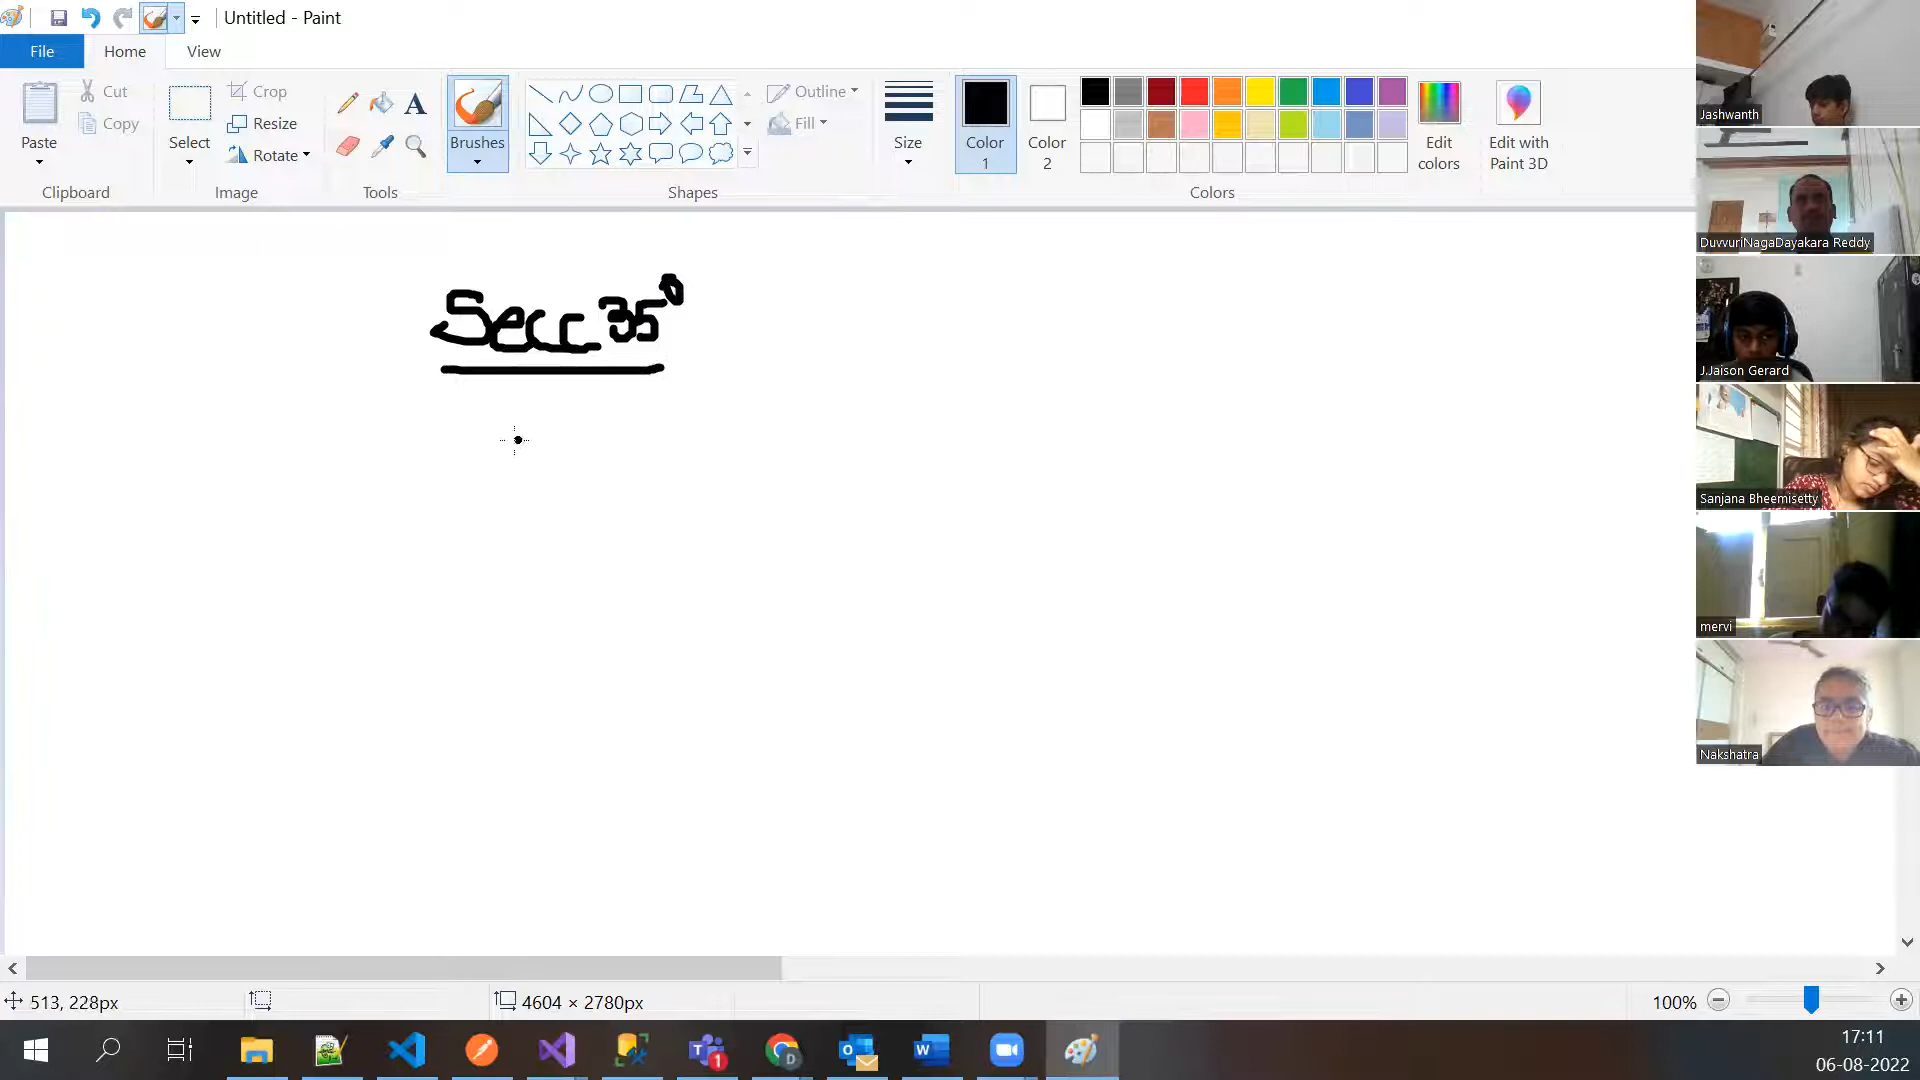 Untitled - Paint
File Home View
Paste
Cut
Copy
Clipboard
Select
Crop
Resize
Rotate
Image
Tools
A
Brushes
Shapes
Outline
Fill
Size
Color 1
Color 2
Colors
Edit colors
Edit with Paint 3D
Secc 35⁰
Jashwanth
DuvvuriNagaDayakara Reddy
J.Jaison Gerard
Sanjana Bheemisetty
mervi
Nakshatra
513, 228px
4604 × 2780px
100%
1
D
17:11
06-08-2022